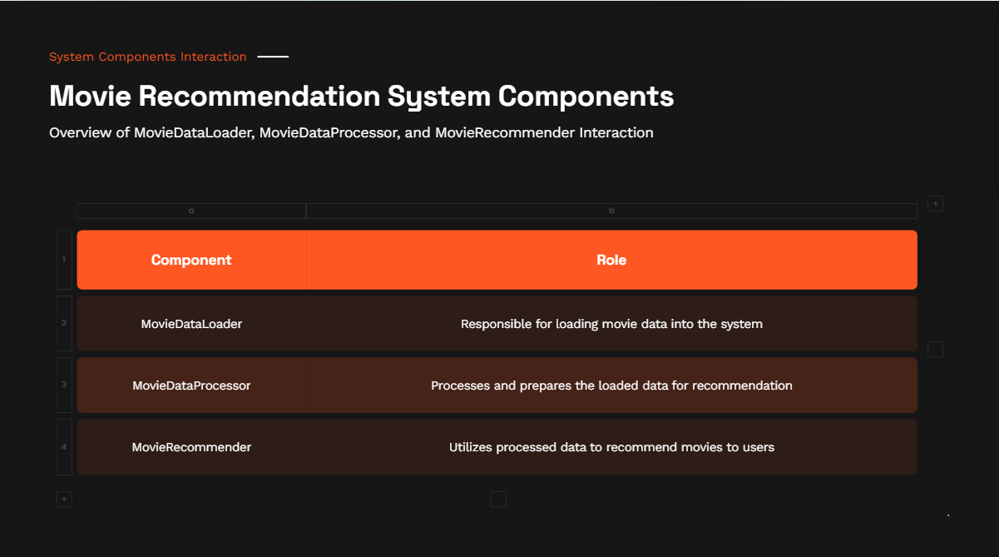 System Components Interaction
Movie Recommendation System Components
Overview of MovieDataLoader, MovieDataProcessor, and MovieRecommender Interaction
a b
+
1 Component Role
2 MovieDataLoader Responsible for loading movie data into the system
3 MovieDataProcessor Processes and prepares the loaded data for recommendation
4 MovieRecommender Utilizes processed data to recommend movies to users
+
.